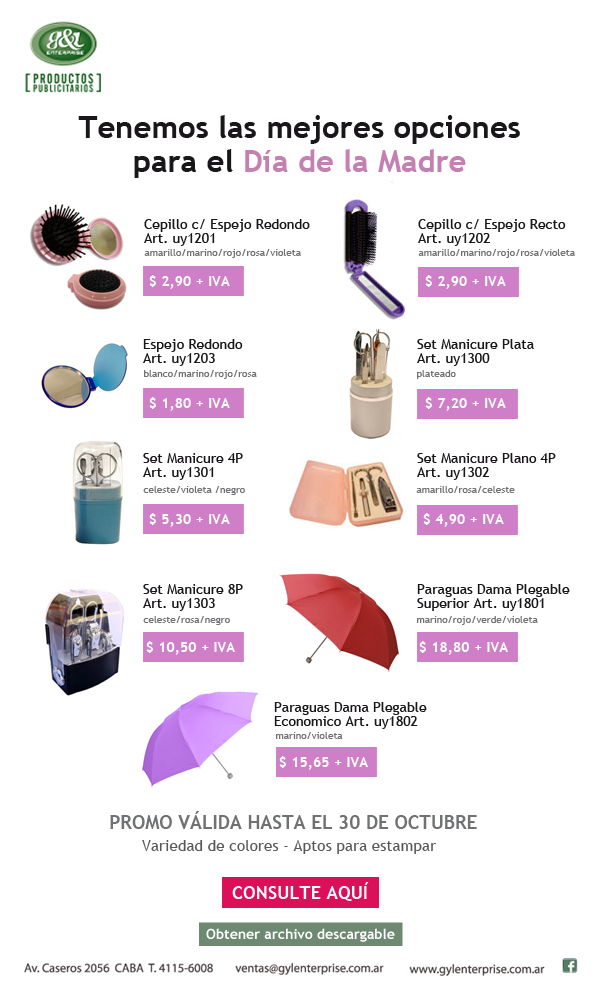 g&L
ENTERPRISE
[PRODUCTOS
PUBLICITARIOS]
Tenemos las mejores opciones
para el Día de la Madre
Cepillo c/ Espejo Redondo
Art. uy1201
amarillo/marino/rojo/rosa/violeta
$ 2,90 + IVA
Cepillo c/ Espejo Recto
Art. uy1202
amarillo/marino/rojo/rosa/violeta
$ 2,90 + IVA
Espejo Redondo
Art. uy1203
blanco/marino/rojo/rosa
$ 1,80 + IVA
Set Manicure Plata
Art. uy1300
plateado
$ 7,20 + IVA
Set Manicure 4P
Art. uy1301
celeste/violeta /negro
$ 5,30 + IVA
Set Manicure Plano 4P
Art. uy1302
amarillo/rosa/celeste
$ 4,90 + IVA
Set Manicure 8P
Art. uy1303
celeste/rosa/negro
$ 10,50 + IVA
Paraguas Dama Plegable
Superior Art. uy1801
marino/rojo/verde/violeta
$ 18,80 + IVA
Paraguas Dama Plegable
Economico Art. uy1802
marino/violeta
$ 15,65 + IVA
PROMO VÁLIDA HASTA EL 30 DE OCTUBRE
Variedad de colores - Aptos para estampar
CONSULTE AQUÍ
Obtener archivo descargable
Av. Caseros 2056 CABA T. 4115-6008 ventas@gylenterprise.com.ar www.gylenterprise.com.ar f